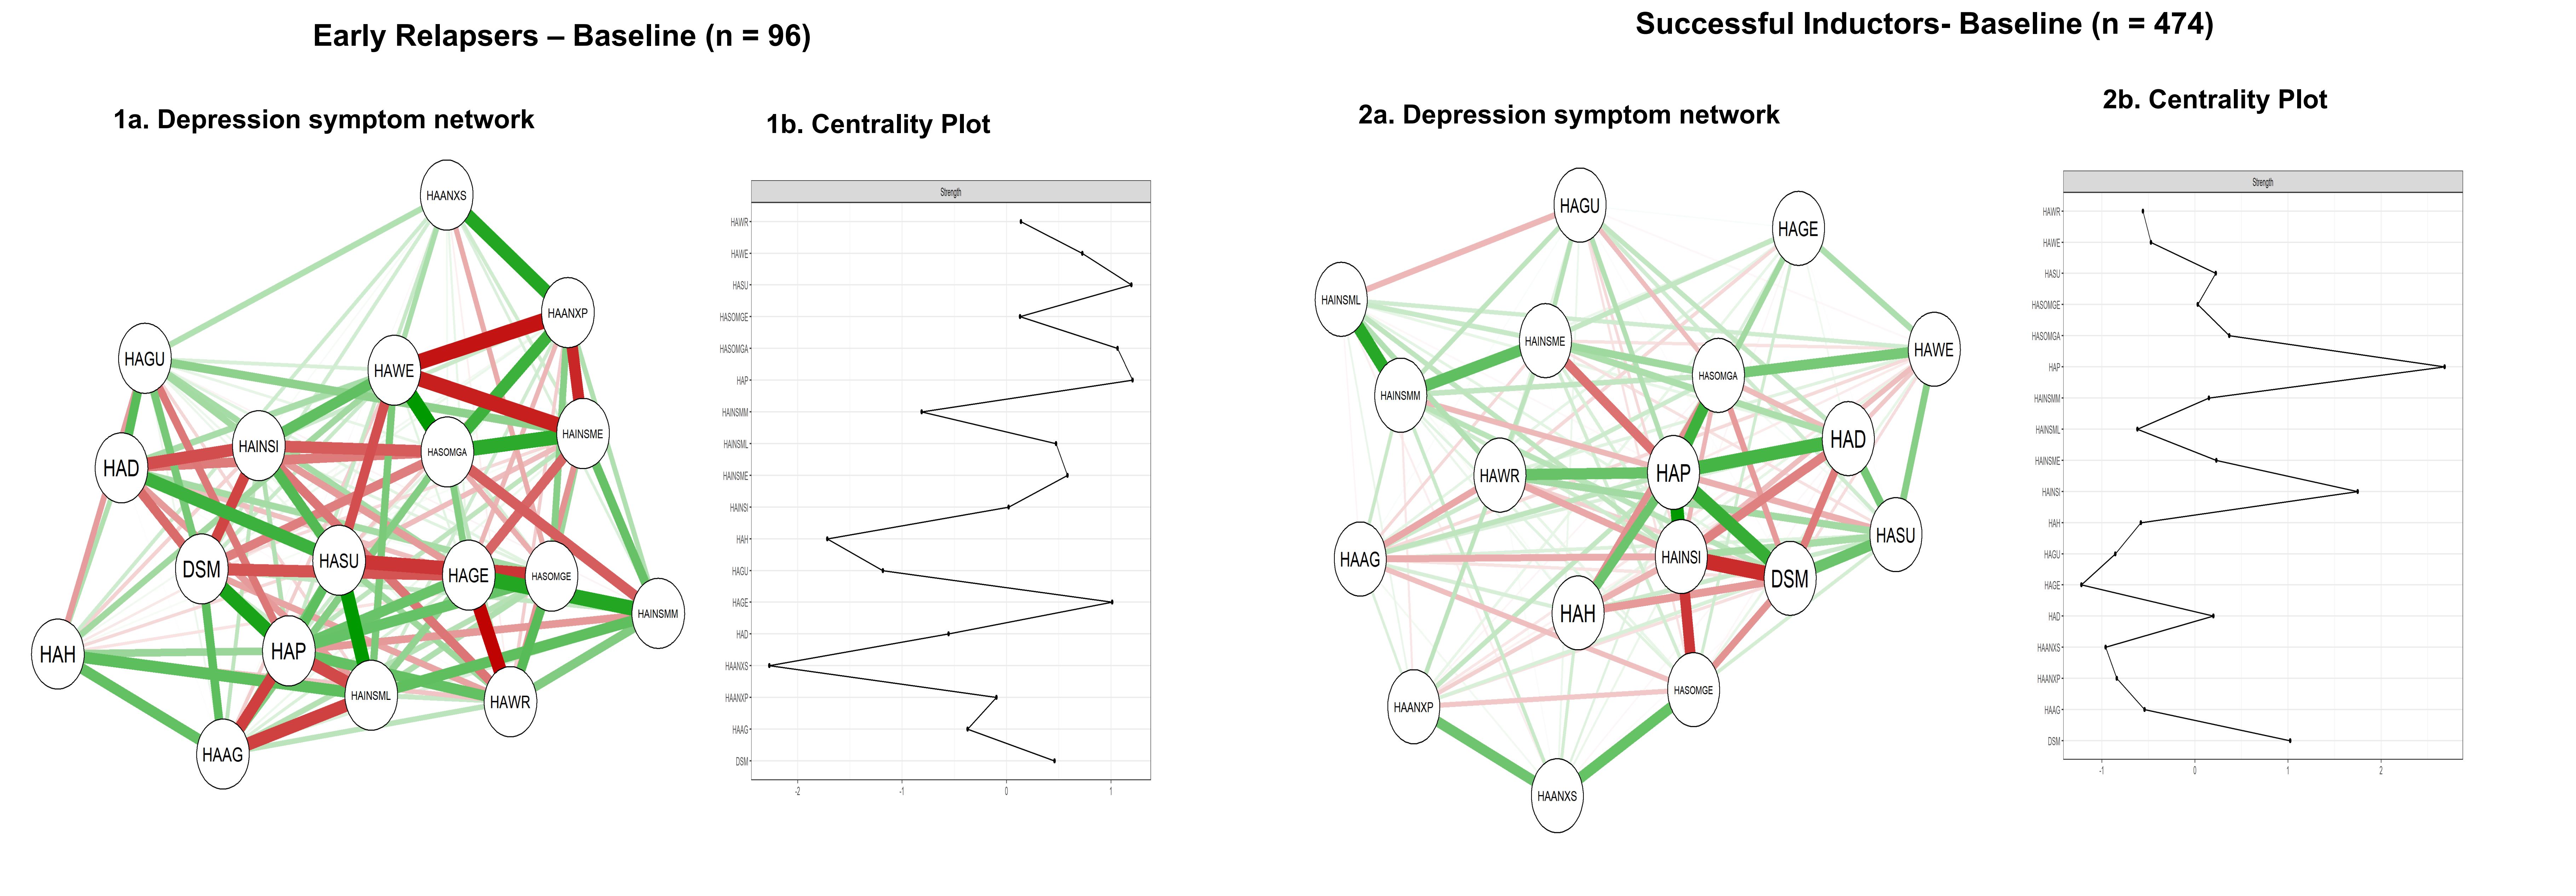 Early Relapsers – Baseline (n = 96)
1a. Depression symptom network
HAANXS
HAANXP
HAGU
HAWE
HAINSME
HAINSI
HASOMGA
HAD
DSM
HASU
HAGE
HASOMGE
HAINSMM
HAH
HAP
HAINSML
HAWR
HAAG
1b. Centrality Plot
Strength
HAWR
HAWE
HASU
HASOMGE
HASOMGA
HAP
HAINSMM
HAINSML
HAINSME
HAINSI
HAH
HAGU
HAGE
HAD
HAANXS
HAANXP
HAAG
DSM
-2 -1 0 1
Successful Inductors- Baseline (n = 474)
2a. Depression symptom network
HAGU
HAGE
HAINSML
HAINSME
HAWE
HASOMGA
HAINSMM
HAD
HAWR
HAP
HASU
HAAG
HAINSI
DSM
HAH
HASOMGE
HAANXP
HAANXS
2b. Centrality Plot
Strength
HAWR
HAWE
HASU
HASOMGE
HASOMGA
HAP
HAINSMM
HAINSML
HAINSME
HAINSI
HAH
HAGU
HAGE
HAD
HAANXS
HAANXP
HAAG
DSM
-1 0 1 2